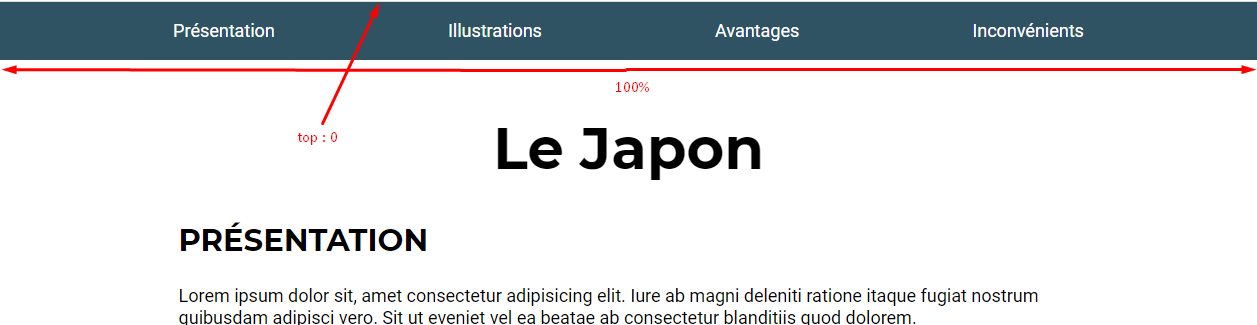 Présentation Illustrations Avantages Inconvénients
100%
top : 0
Le Japon
PRÉSENTATION
Lorem ipsum dolor sit, amet consectetur adipisicing elit. Iure ab magni deleniti ratione itaque fugiat nostrum
quibusdam adipisci vero. Sit ut eveniet vel ea beatae ab consectetur blanditiis quod dolorem.